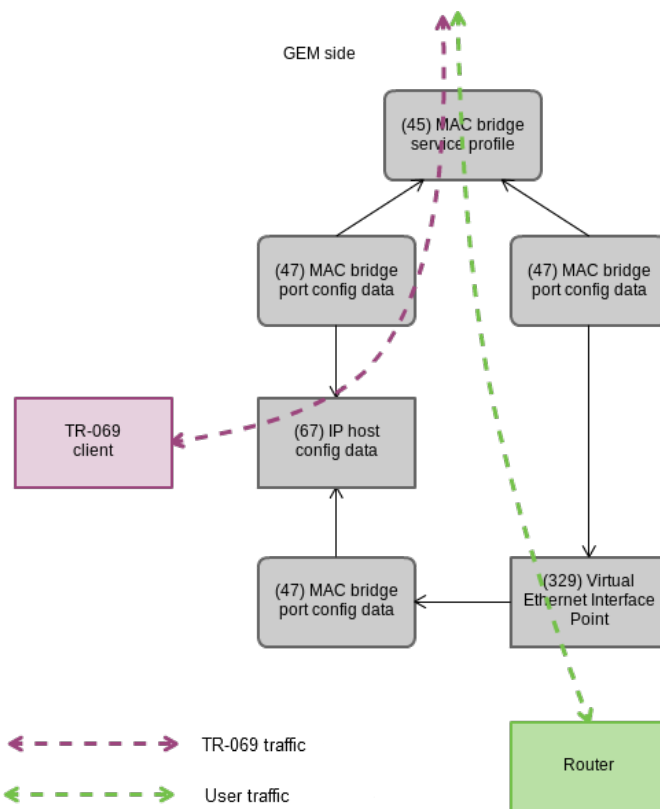 GEM side
(45) MAC bridge
service profile
(47) MAC bridge
port config data
(47) MAC bridge
port config data
TR-069
client
(67) IP host
config data
(47) MAC bridge
port config data
(329) Virtual
Ethernet Interface
Point
TR-069 traffic
User traffic
Router